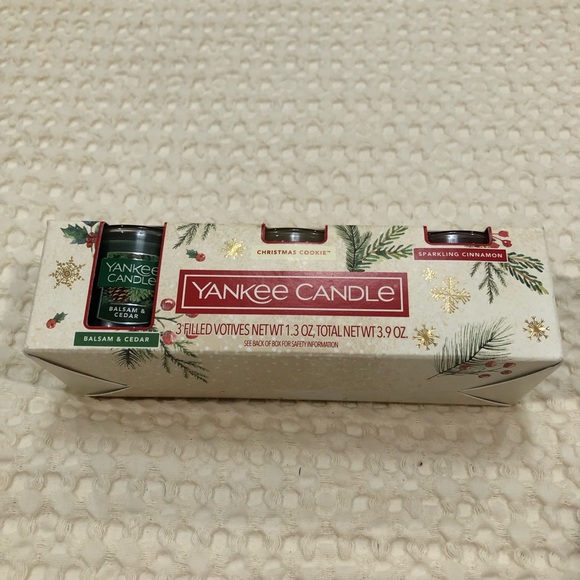 YANKEE
CANDLE
BALSAM &
CEDAR
BALSAM & CEDAR
CHRISTMAS COOKIE™
SPARKLING CINNAMON
YANKEE CANDLE®
3 FILLED VOTIVES NET WT 1.3 OZ, TOTAL NET WT 3.9 OZ.
SEE BACK OF BOX FOR SAFETY INFORMATION